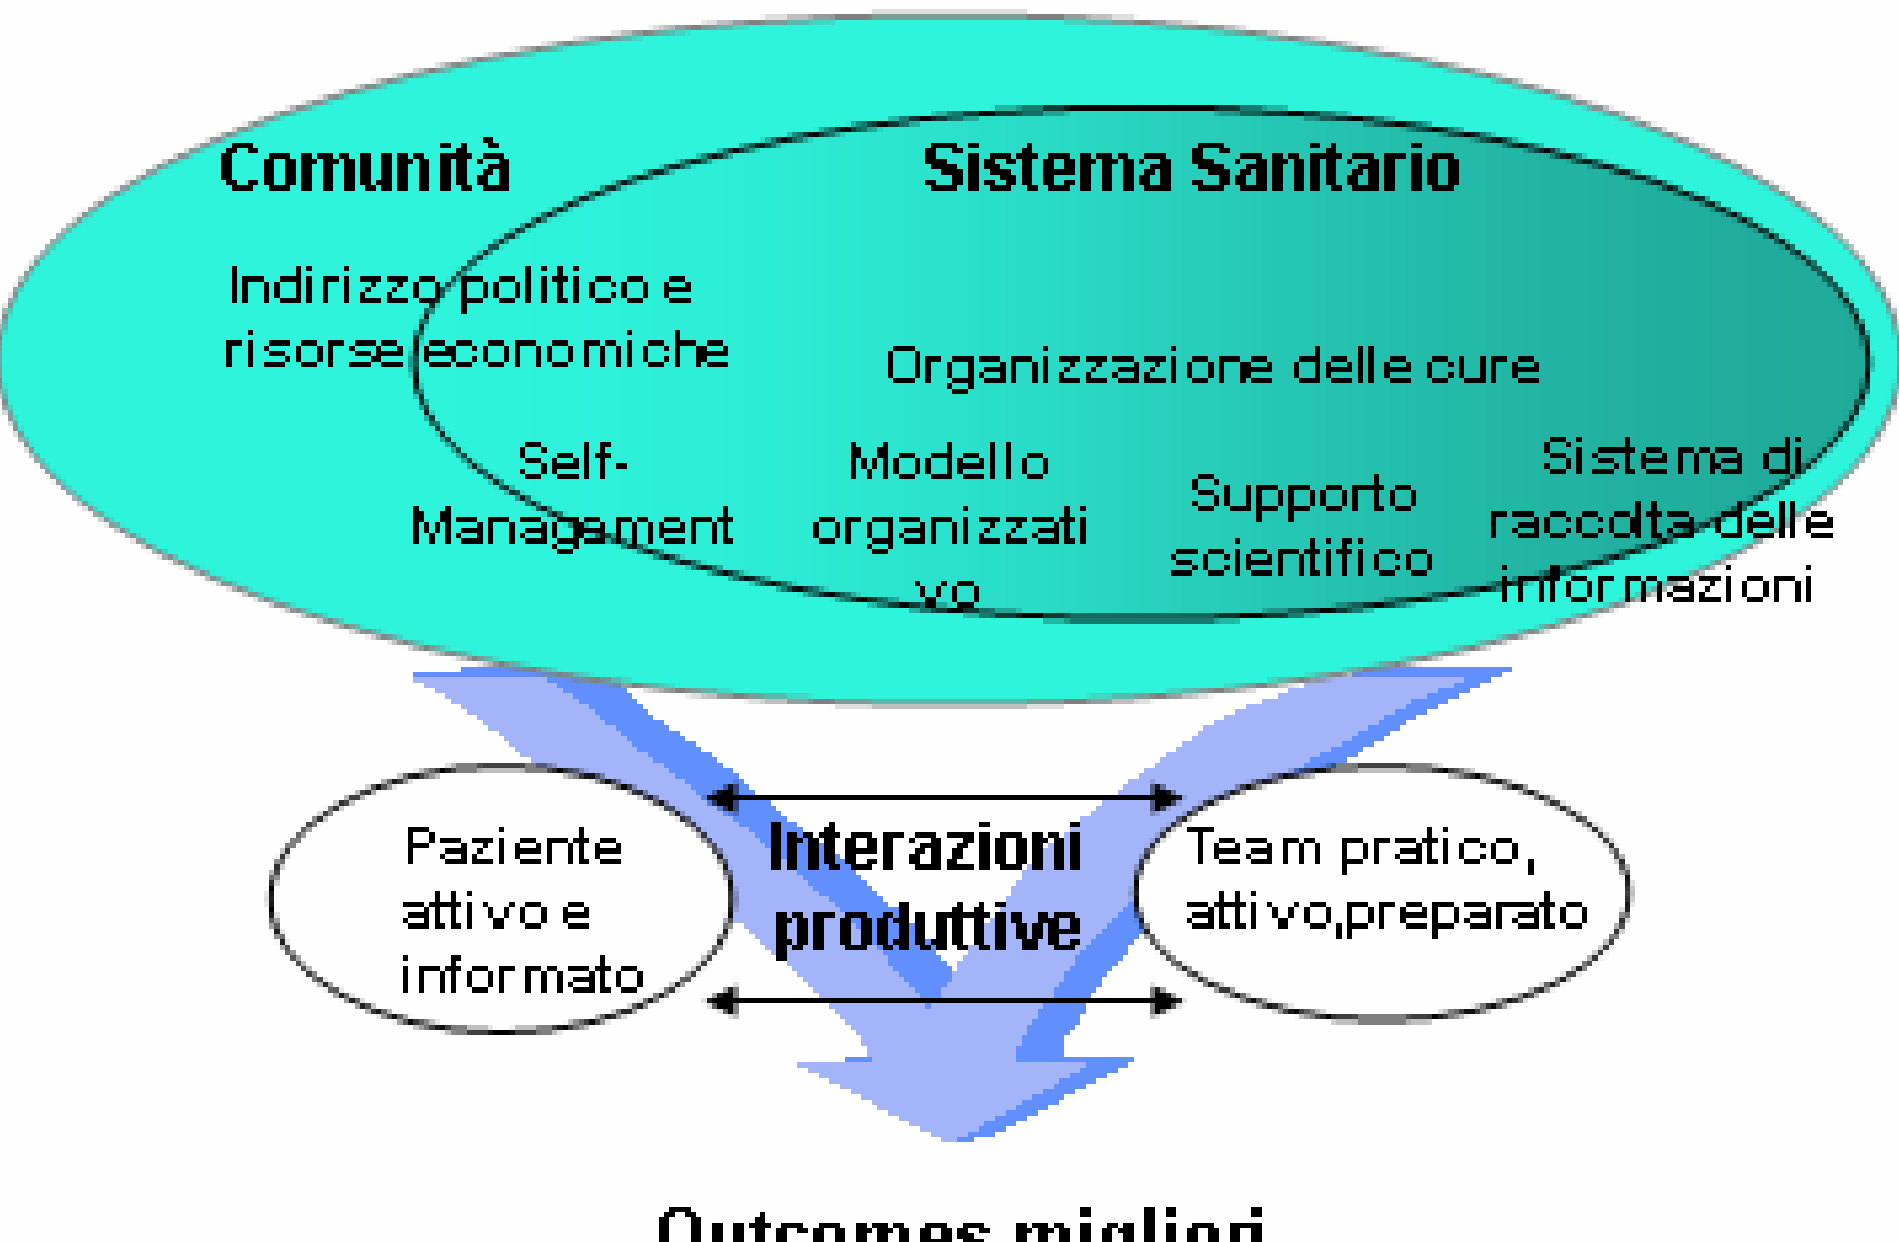 Comunità
Sistema Sanitario
Indirizzo politico e
risorse economiche
Organizzazione delle cure
Self-
Management
Modello
organizzati
vo
Supporto
scientifico
Sistema di
raccolta delle
informazioni
Paziente
attivo e
informato
Interazioni
produttive
Team pratico,
attivo,preparato
Outcomes migliori